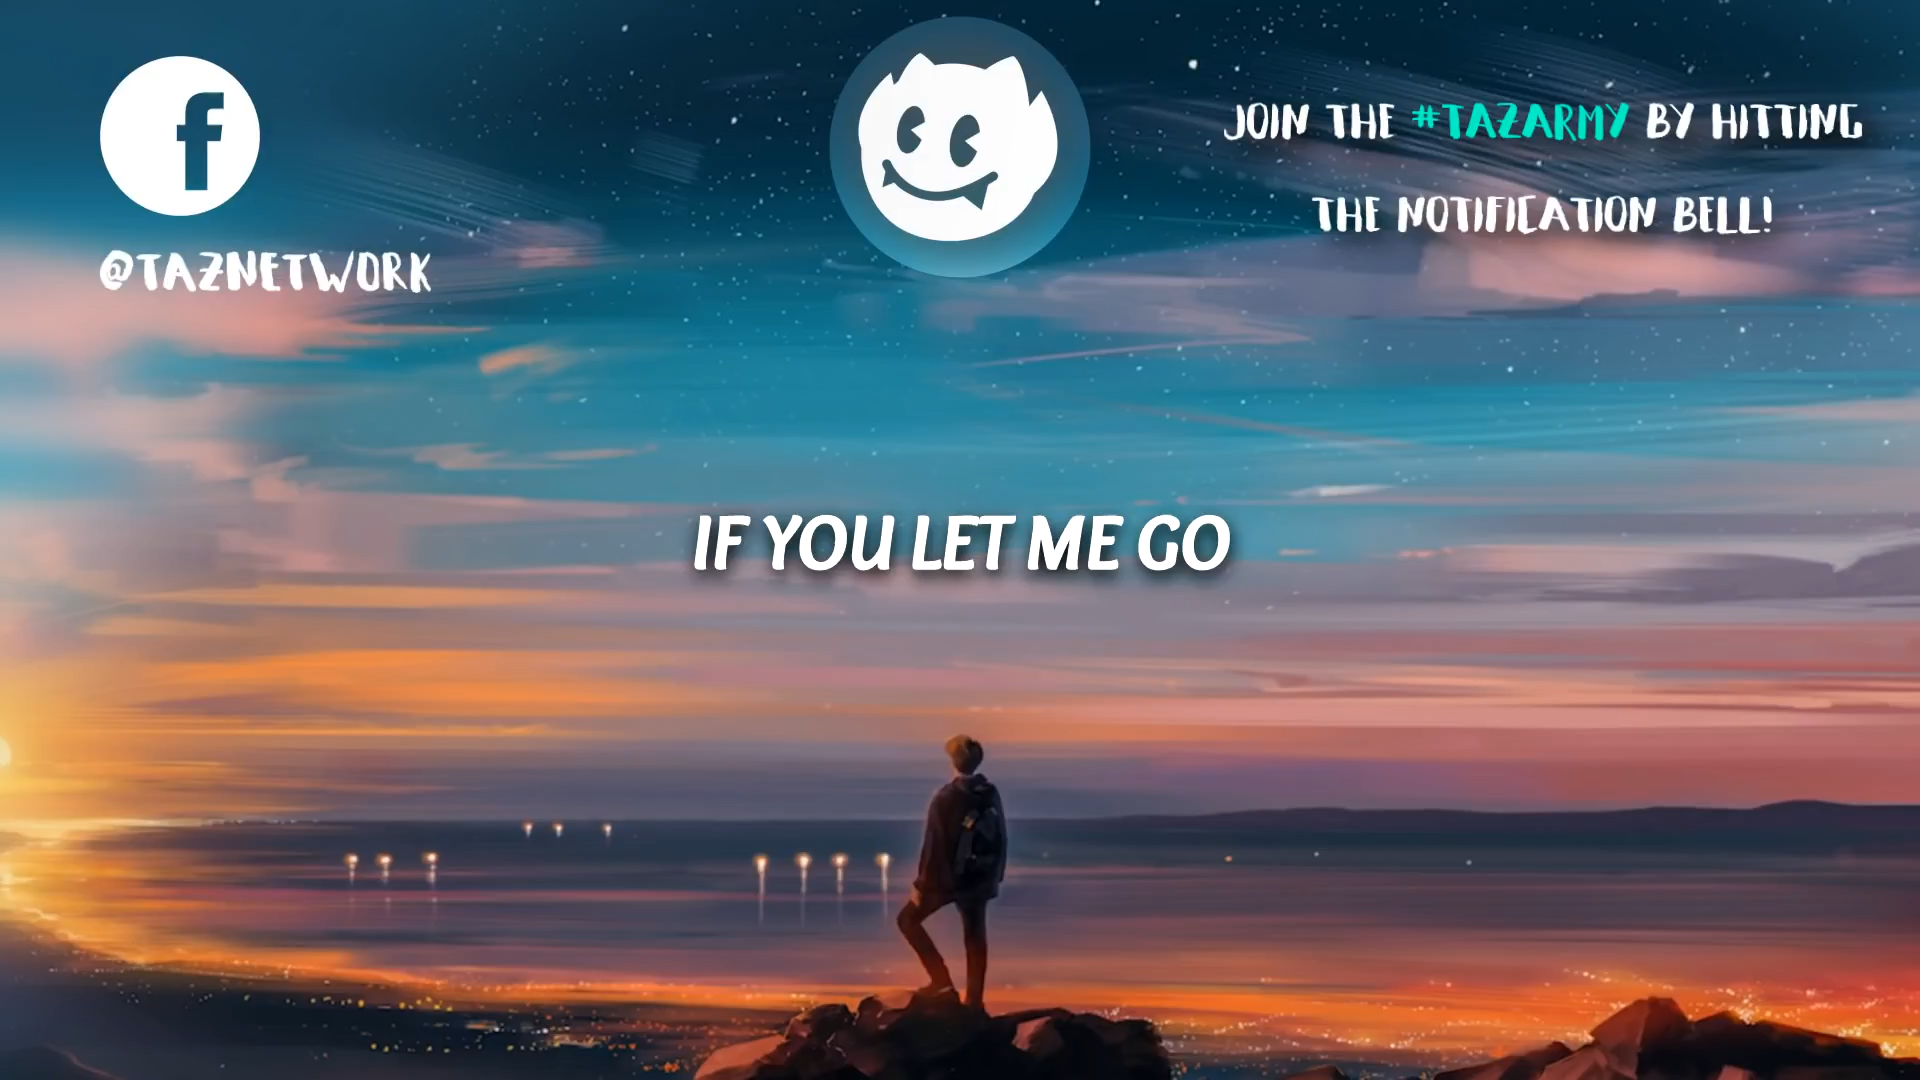 @TAZNETWORK
JOIN THE #TAZARMY BY HITTING
THE NOTIFICATION BELL!
IF YOU LET ME GO